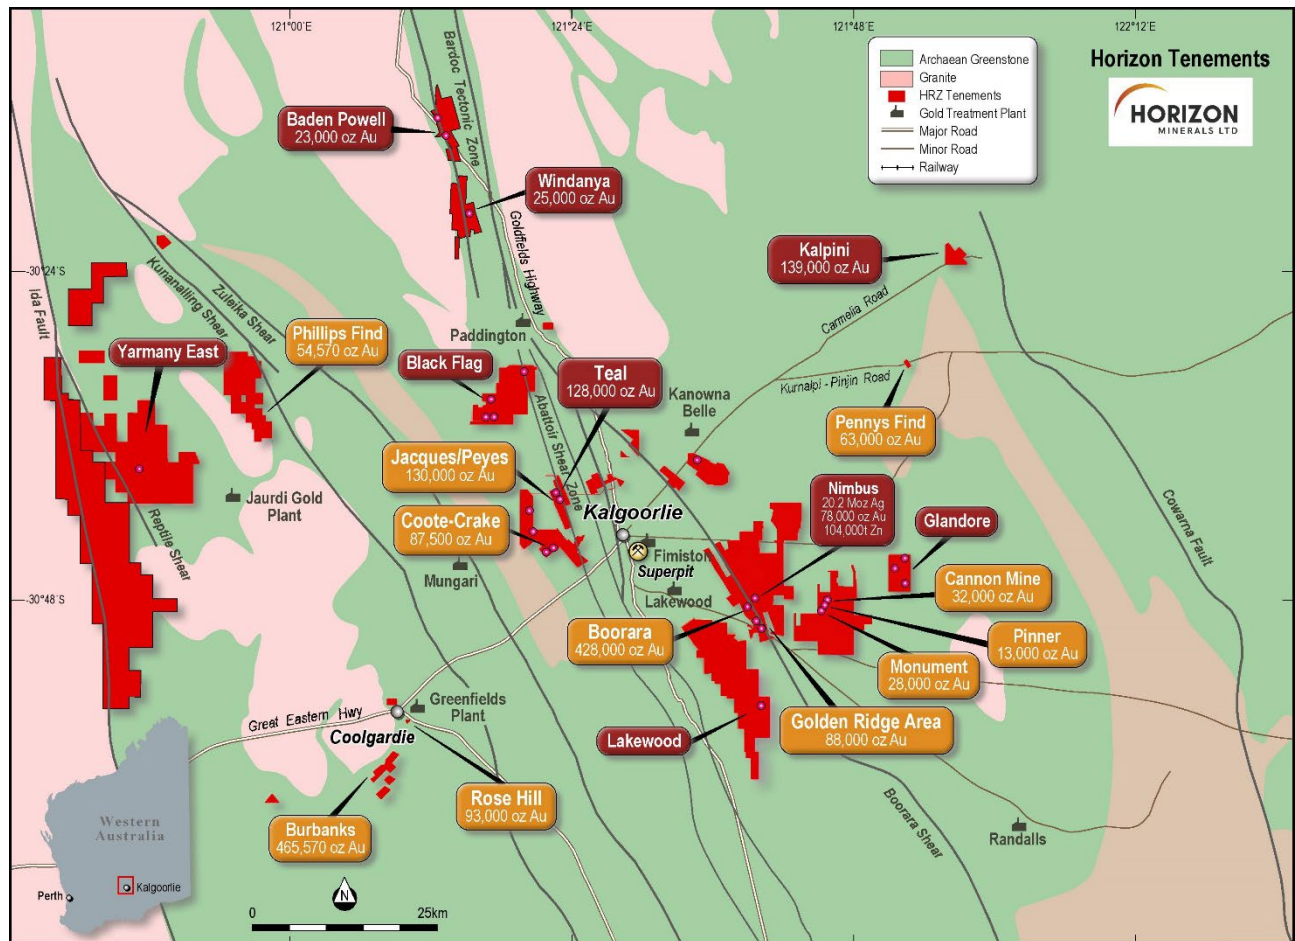 121°00'E
121°24'E
121°48'E
122°12'E
Horizon Tenements
HORIZON
MINERALS LTD
Archaean Greenstone
Granite
HRZ Tenements
Gold Treatment Plant
Major Road
Minor Road
Railway
Bardoc Tectonic Zone
Baden Powell
23,000 oz Au
Windanya
25,000 oz Au
Goldfields Highway
Kalpini
139,000 oz Au
-30°24'S
Ida Fault
Kunanalling Shear
Zuleika Shear
Carmelia Road
Phillips Find
54,570 oz Au
Paddington
Yarmany East
Black Flag
Teal
128,000 oz Au
Kanowna
Belle
Kurnalpi - Pinjin Road
Abattoir Shear Zone
Pennys Find
63,000 oz Au
Jacques/Peyes
130,000 oz Au
Jaurdi Gold
Plant
Reptile Shear
Coote-Crake
87,500 oz Au
Kalgoorlie
Nimbus
20.2 Moz Ag
78,000 oz Au
104,000t Zn
Glandore
Cowarna Fault
Fimiston
Superpit
Mungari
Lakewood
Cannon Mine
32,000 oz Au
-30°48'S
Boorara
428,000 oz Au
Pinner
13,000 oz Au
Monument
28,000 oz Au
Greenfields
Plant
Great Eastern Hwy
Coolgardie
Golden Ridge Area
88,000 oz Au
Lakewood
Rose Hill
93,000 oz Au
Burbanks
465,570 oz Au
Boorara Shear
Randalls
Western
Australia
Perth
Kalgoorlie
N
0
25km